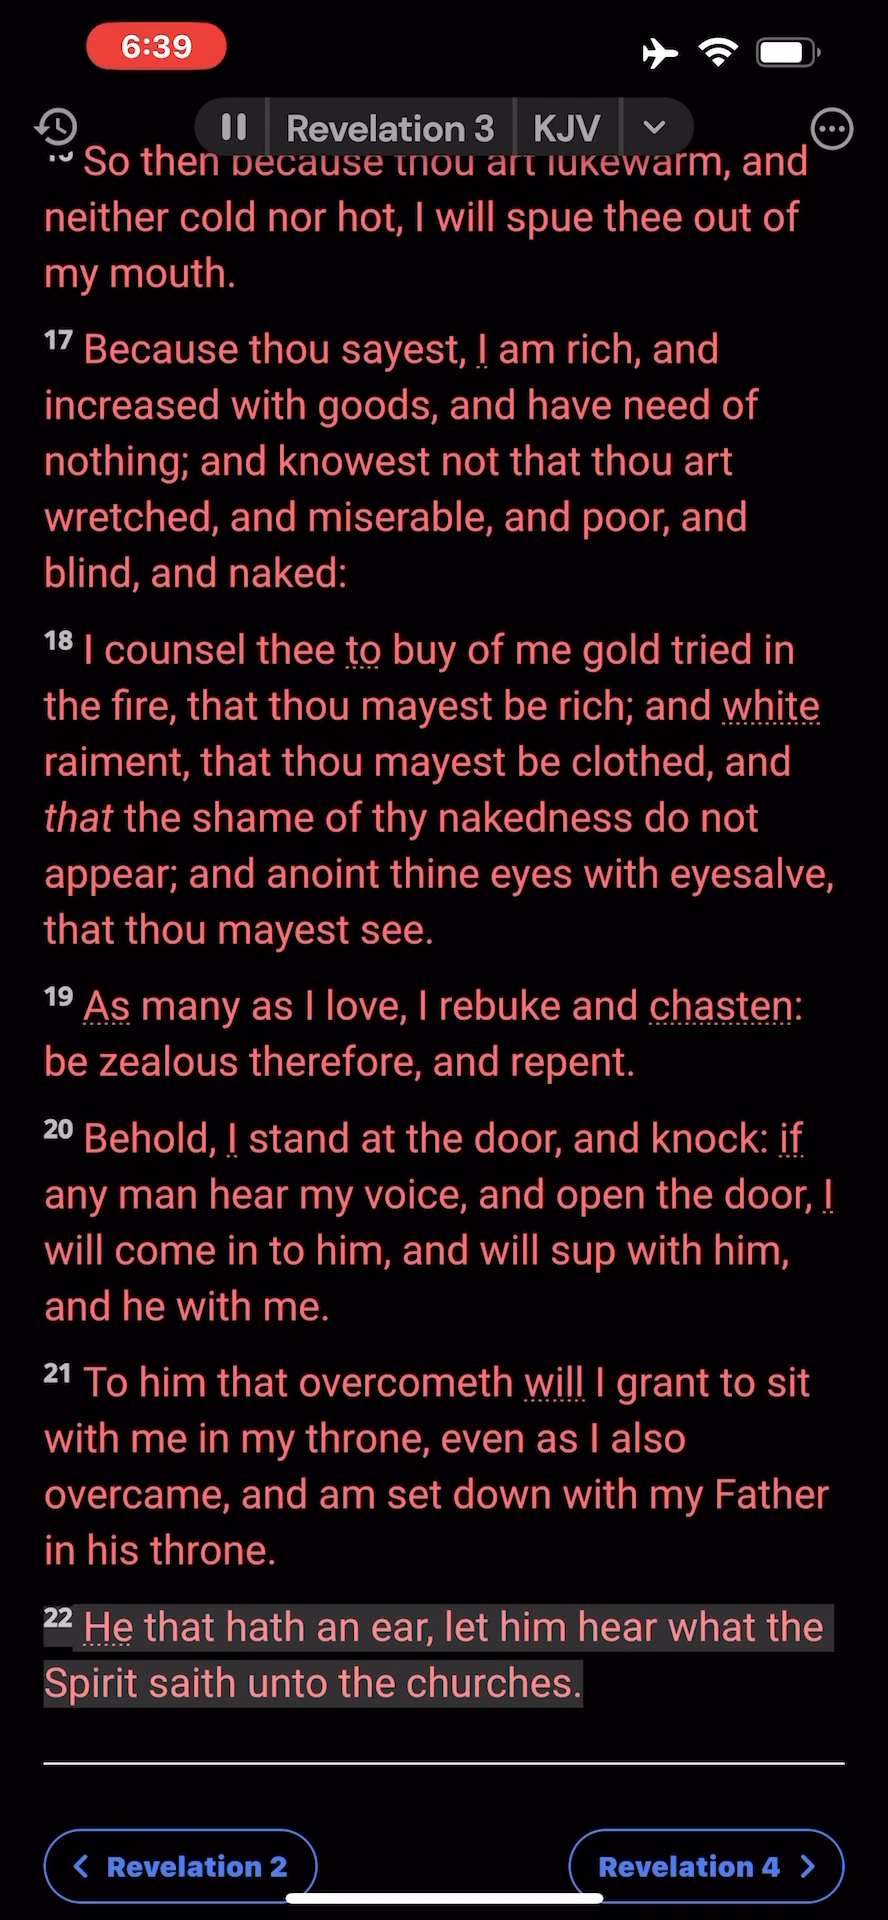 6:39
Revelation 3 KJV
So then because thou art lukewarm, and
neither cold nor hot, I will spue thee out of
my mouth.
17 Because thou sayest, I am rich, and
increased with goods, and have need of
nothing; and knowest not that thou art
wretched, and miserable, and poor, and
blind, and naked:
18 I counsel thee to buy of me gold tried in
the fire, that thou mayest be rich; and white
raiment, that thou mayest be clothed, and
that the shame of thy nakedness do not
appear; and anoint thine eyes with eyesalve,
that thou mayest see.
19 As many as I love, I rebuke and chasten:
be zealous therefore, and repent.
20 Behold, I stand at the door, and knock: if
any man hear my voice, and open the door, I
will come in to him, and will sup with him,
and he with me.
21 To him that overcometh will I grant to sit
with me in my throne, even as I also
overcame, and am set down with my Father
in his throne.
22 He that hath an ear, let him hear what the
Spirit saith unto the churches.
Revelation 2
Revelation 4